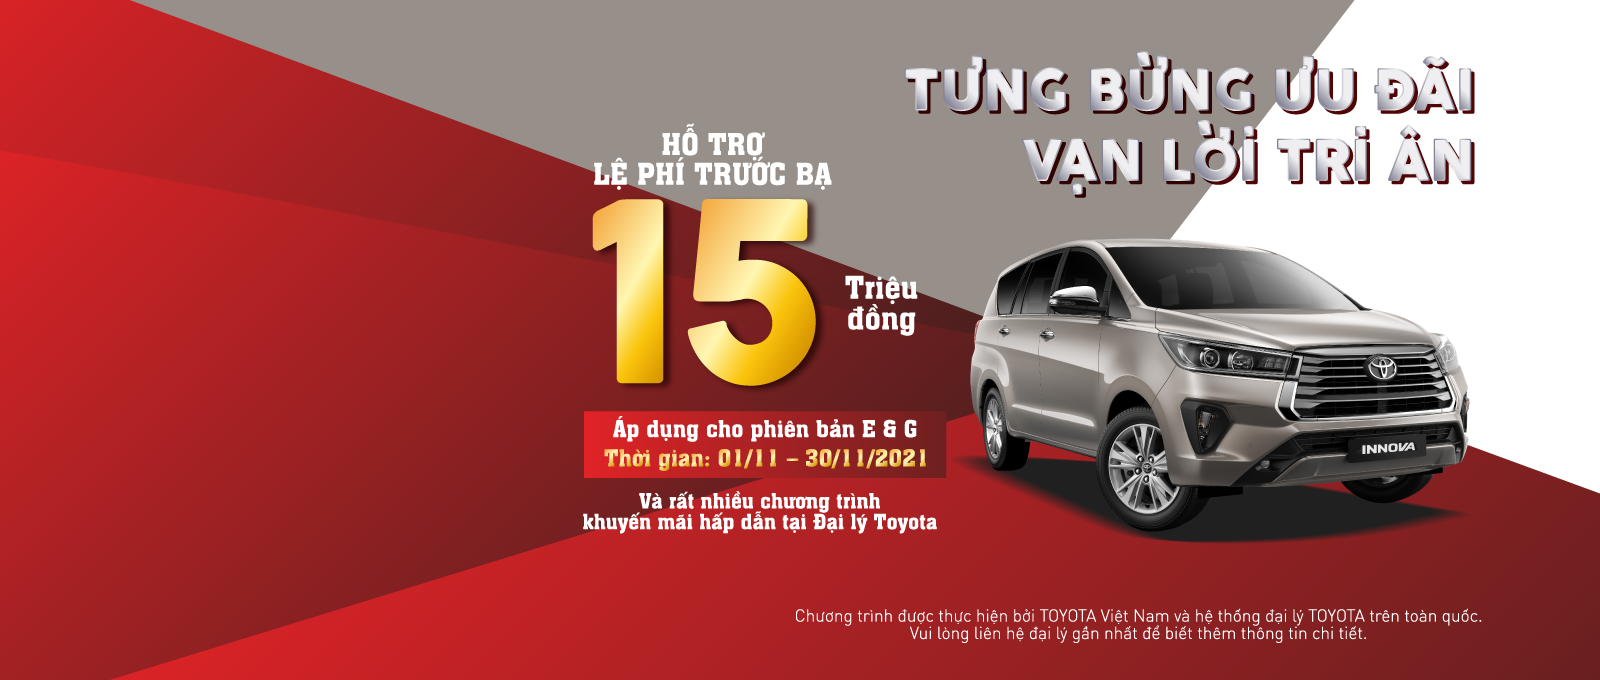 TƯNG BỪNG ƯU ĐÃI
VẠN LỜI TRI ÂN
HỖ TRỢ
LỆ PHÍ TRƯỚC BẠ
15
Triệu
đồng
Áp dụng cho phiên bản E & G
Thời gian: 01/11 – 30/11/2021
Và rất nhiều chương trình
khuyến mãi hấp dẫn tại Đại lý Toyota
INNOVA
Chương trình được thực hiện bởi TOYOTA Việt Nam và hệ thống đại lý TOYOTA trên toàn quốc.
Vui lòng liên hệ đại lý gần nhất để biết thêm thông tin chi tiết.